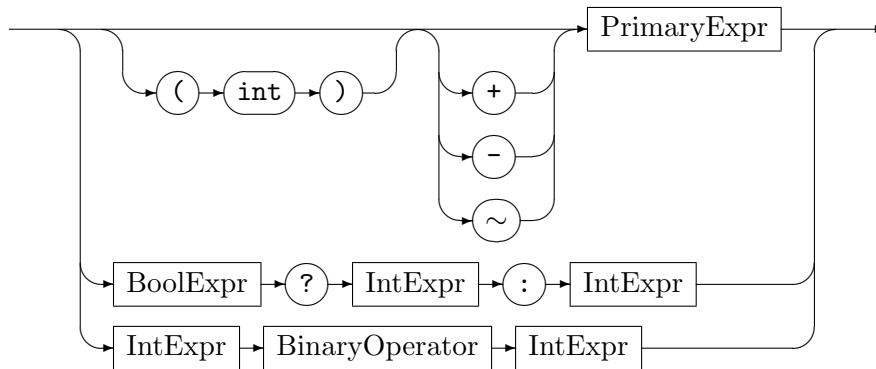 PrimaryExpr
( int ) +
-
~
BoolExpr ? IntExpr : IntExpr
IntExpr BinaryOperator IntExpr